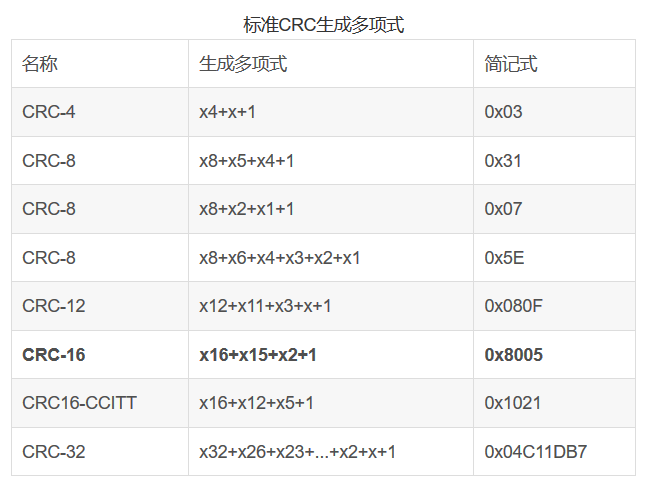 标准CRC生成多项式
名称 生成多项式 简记式
CRC-4 x4+x+1 0x03
CRC-8 x8+x5+x4+1 0x31
CRC-8 x8+x2+x1+1 0x07
CRC-8 x8+x6+x4+x3+x2+x1 0x5E
CRC-12 x12+x11+x3+x+1 0x080F
CRC-16 x16+x15+x2+1 0x8005
CRC16-CCITT x16+x12+x5+1 0x1021
CRC-32 x32+x26+x23+...+x2+x+1 0x04C11DB7